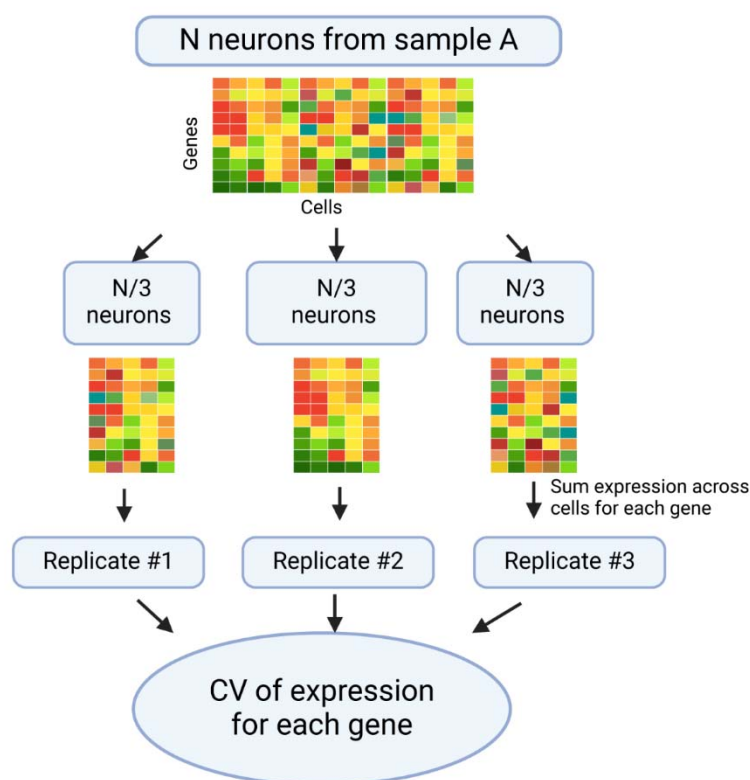 N neurons from sample A
Genes
Cells
N/3
neurons
N/3
neurons
N/3
neurons
Sum expression across
cells for each gene
Replicate #1
Replicate #2
Replicate #3
CV of expression
for each gene